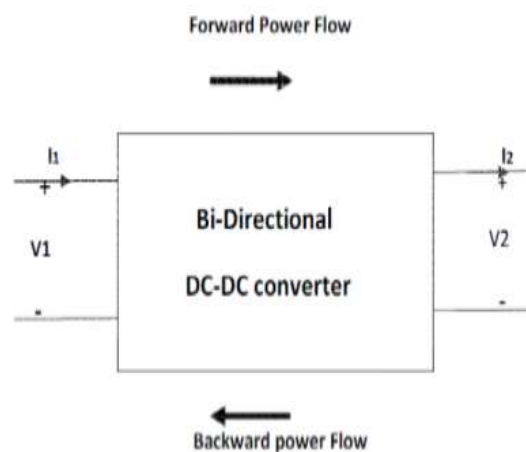 Forward Power Flow
I1
I2
+
+
Bi-Directional
V1
V2
DC-DC converter
-
-
Backward power Flow